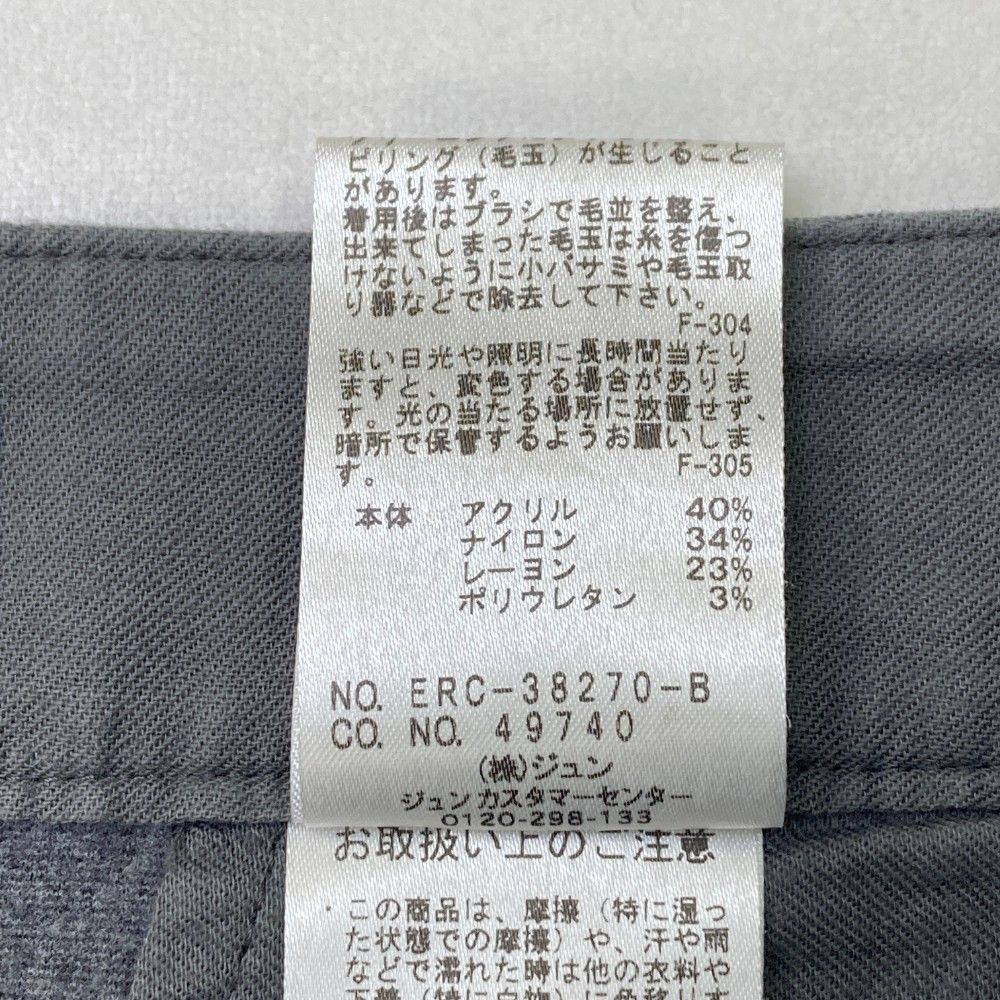 ピリング(毛玉)が生じること
があります。
着用後はブラシで毛並を整え、
出来てしまった毛玉は糸を傷つ
けないように小バサミや毛玉取
り器などで除去して下さい。
F-304
強い日光や照明に長時間当たり
ますと、変色する場合がありま
す。光の当たる場所に放置せず、
暗所で保管するようお願いしま
す。
F-305
本体 アクリル 40%
ナイロン 34%
レーヨン 23%
ポリウレタン 3%
NO. ERC-38270-B
CO. NO. 49740
(株)ジュン
ジュンカスタマーセンター
0120-298-133
お取扱い上のご注意
・この商品は、摩擦(特に湿っ
た状態での摩擦)や、汗や雨
などで濡れた時は他の衣料や